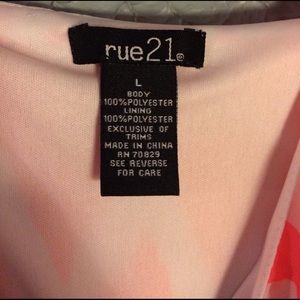 rue21®
L
BODY
100%POLYESTER
LINING
100%POLYESTER
EXCLUSIVE OF
TRIMS
MADE IN CHINA
RN 70829
SEE REVERSE
FOR CARE